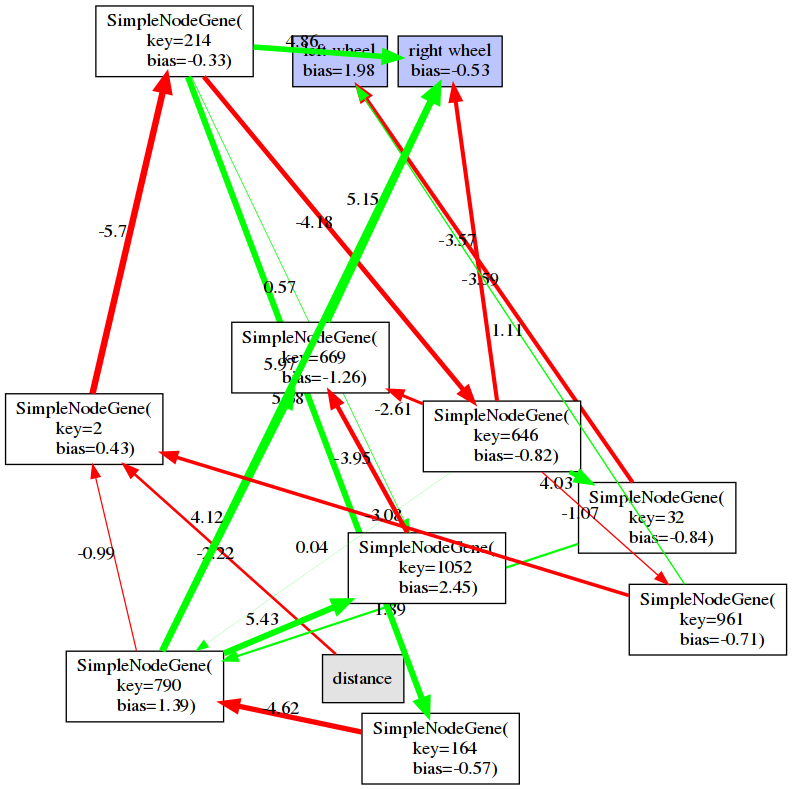 SimpleNodeGene(
key=214
bias=-0.33)
4.86
left wheel
bias=1.98
right wheel
bias=-0.53
5.15
-4.18
-5.7
-3.57
-3.59
0.57
1.11
SimpleNodeGene(
key=669
bias=-1.26)
5.97
SimpleNodeGene(
key=2
bias=0.43)
-2.61
SimpleNodeGene(
key=646
bias=-0.82)
-3.95
4.03
SimpleNodeGene(
key=32
bias=-0.84)
-1.07
4.12
-2.22
0.04
-0.99
SimpleNodeGene(
key=1052
bias=2.45)
SimpleNodeGene(
key=961
bias=-0.71)
5.43
1.89
SimpleNodeGene(
key=790
bias=1.39)
distance
-4.62
SimpleNodeGene(
key=164
bias=-0.57)